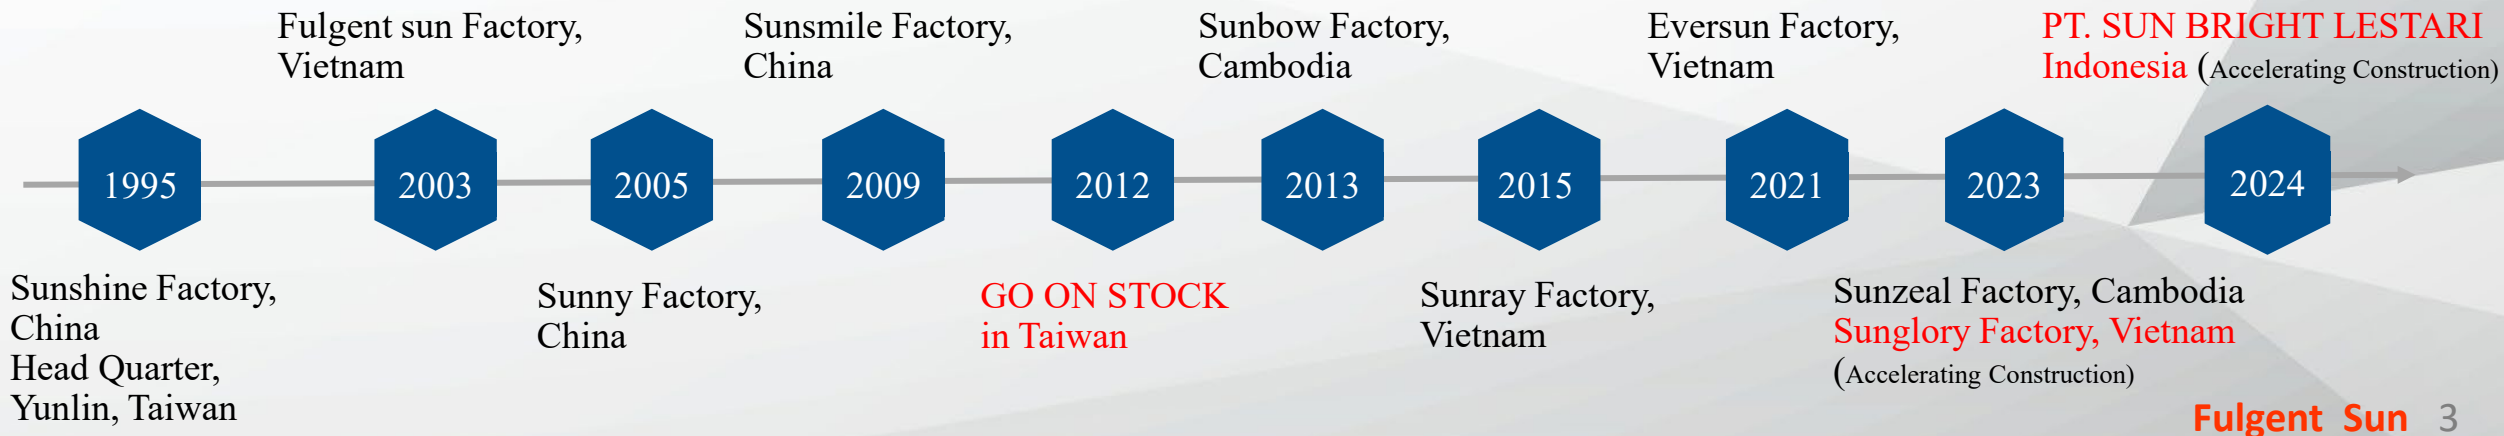 Fulgent sun Factory,
Vietnam
Sunsmile Factory,
China
Sunbow Factory,
Cambodia
Eversun Factory,
Vietnam
PT. SUN BRIGHT LESTARI
Indonesia (Accelerating Construction)
1995
2003
2005
2009
2012
2013
2015
2021
2023
2024
Sunshine Factory,
China
Head Quarter,
Yunlin, Taiwan
Sunny Factory,
China
GO ON STOCK
in Taiwan
Sunray Factory,
Vietnam
Sunzeal Factory, Cambodia
Sunglory Factory, Vietnam
(Accelerating Construction)
Fulgent Sun 3